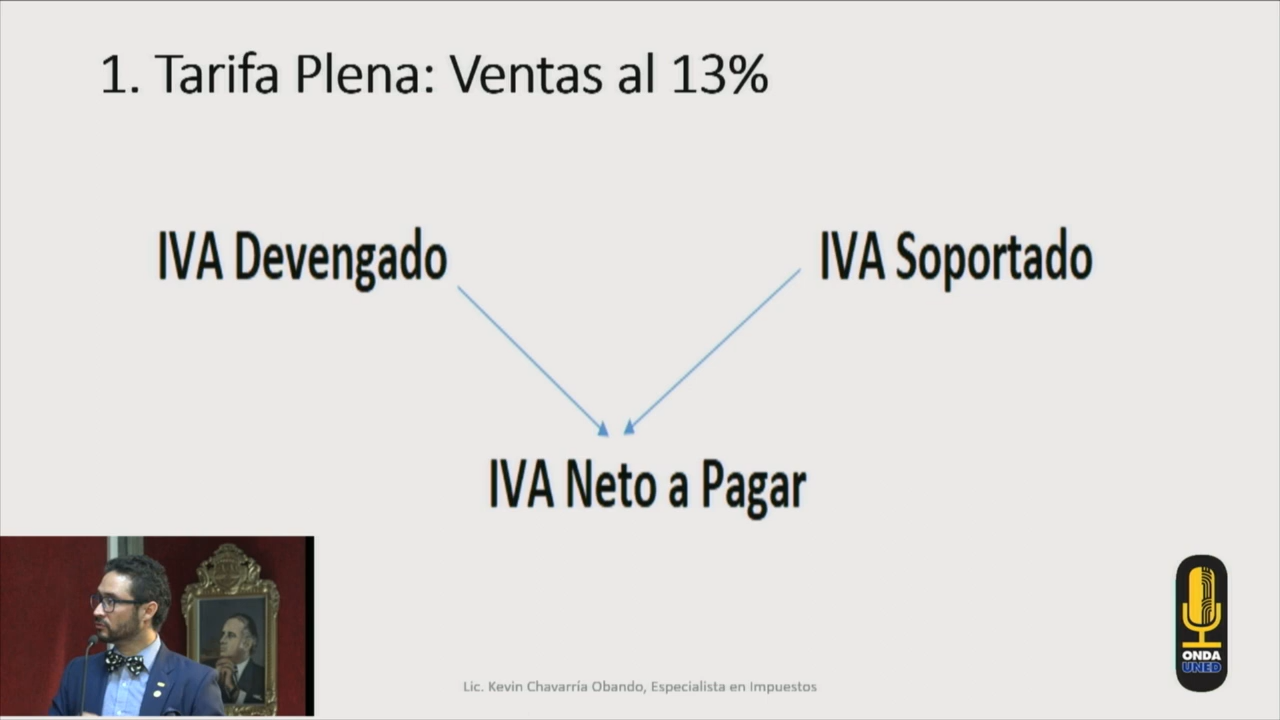 1. Tarifa Plena: Ventas al 13%
IVA Devengado
IVA Soportado
IVA Neto a Pagar
Lic. Kevin Chavarría Obando, Especialista en Impuestos
ONDA
UNED